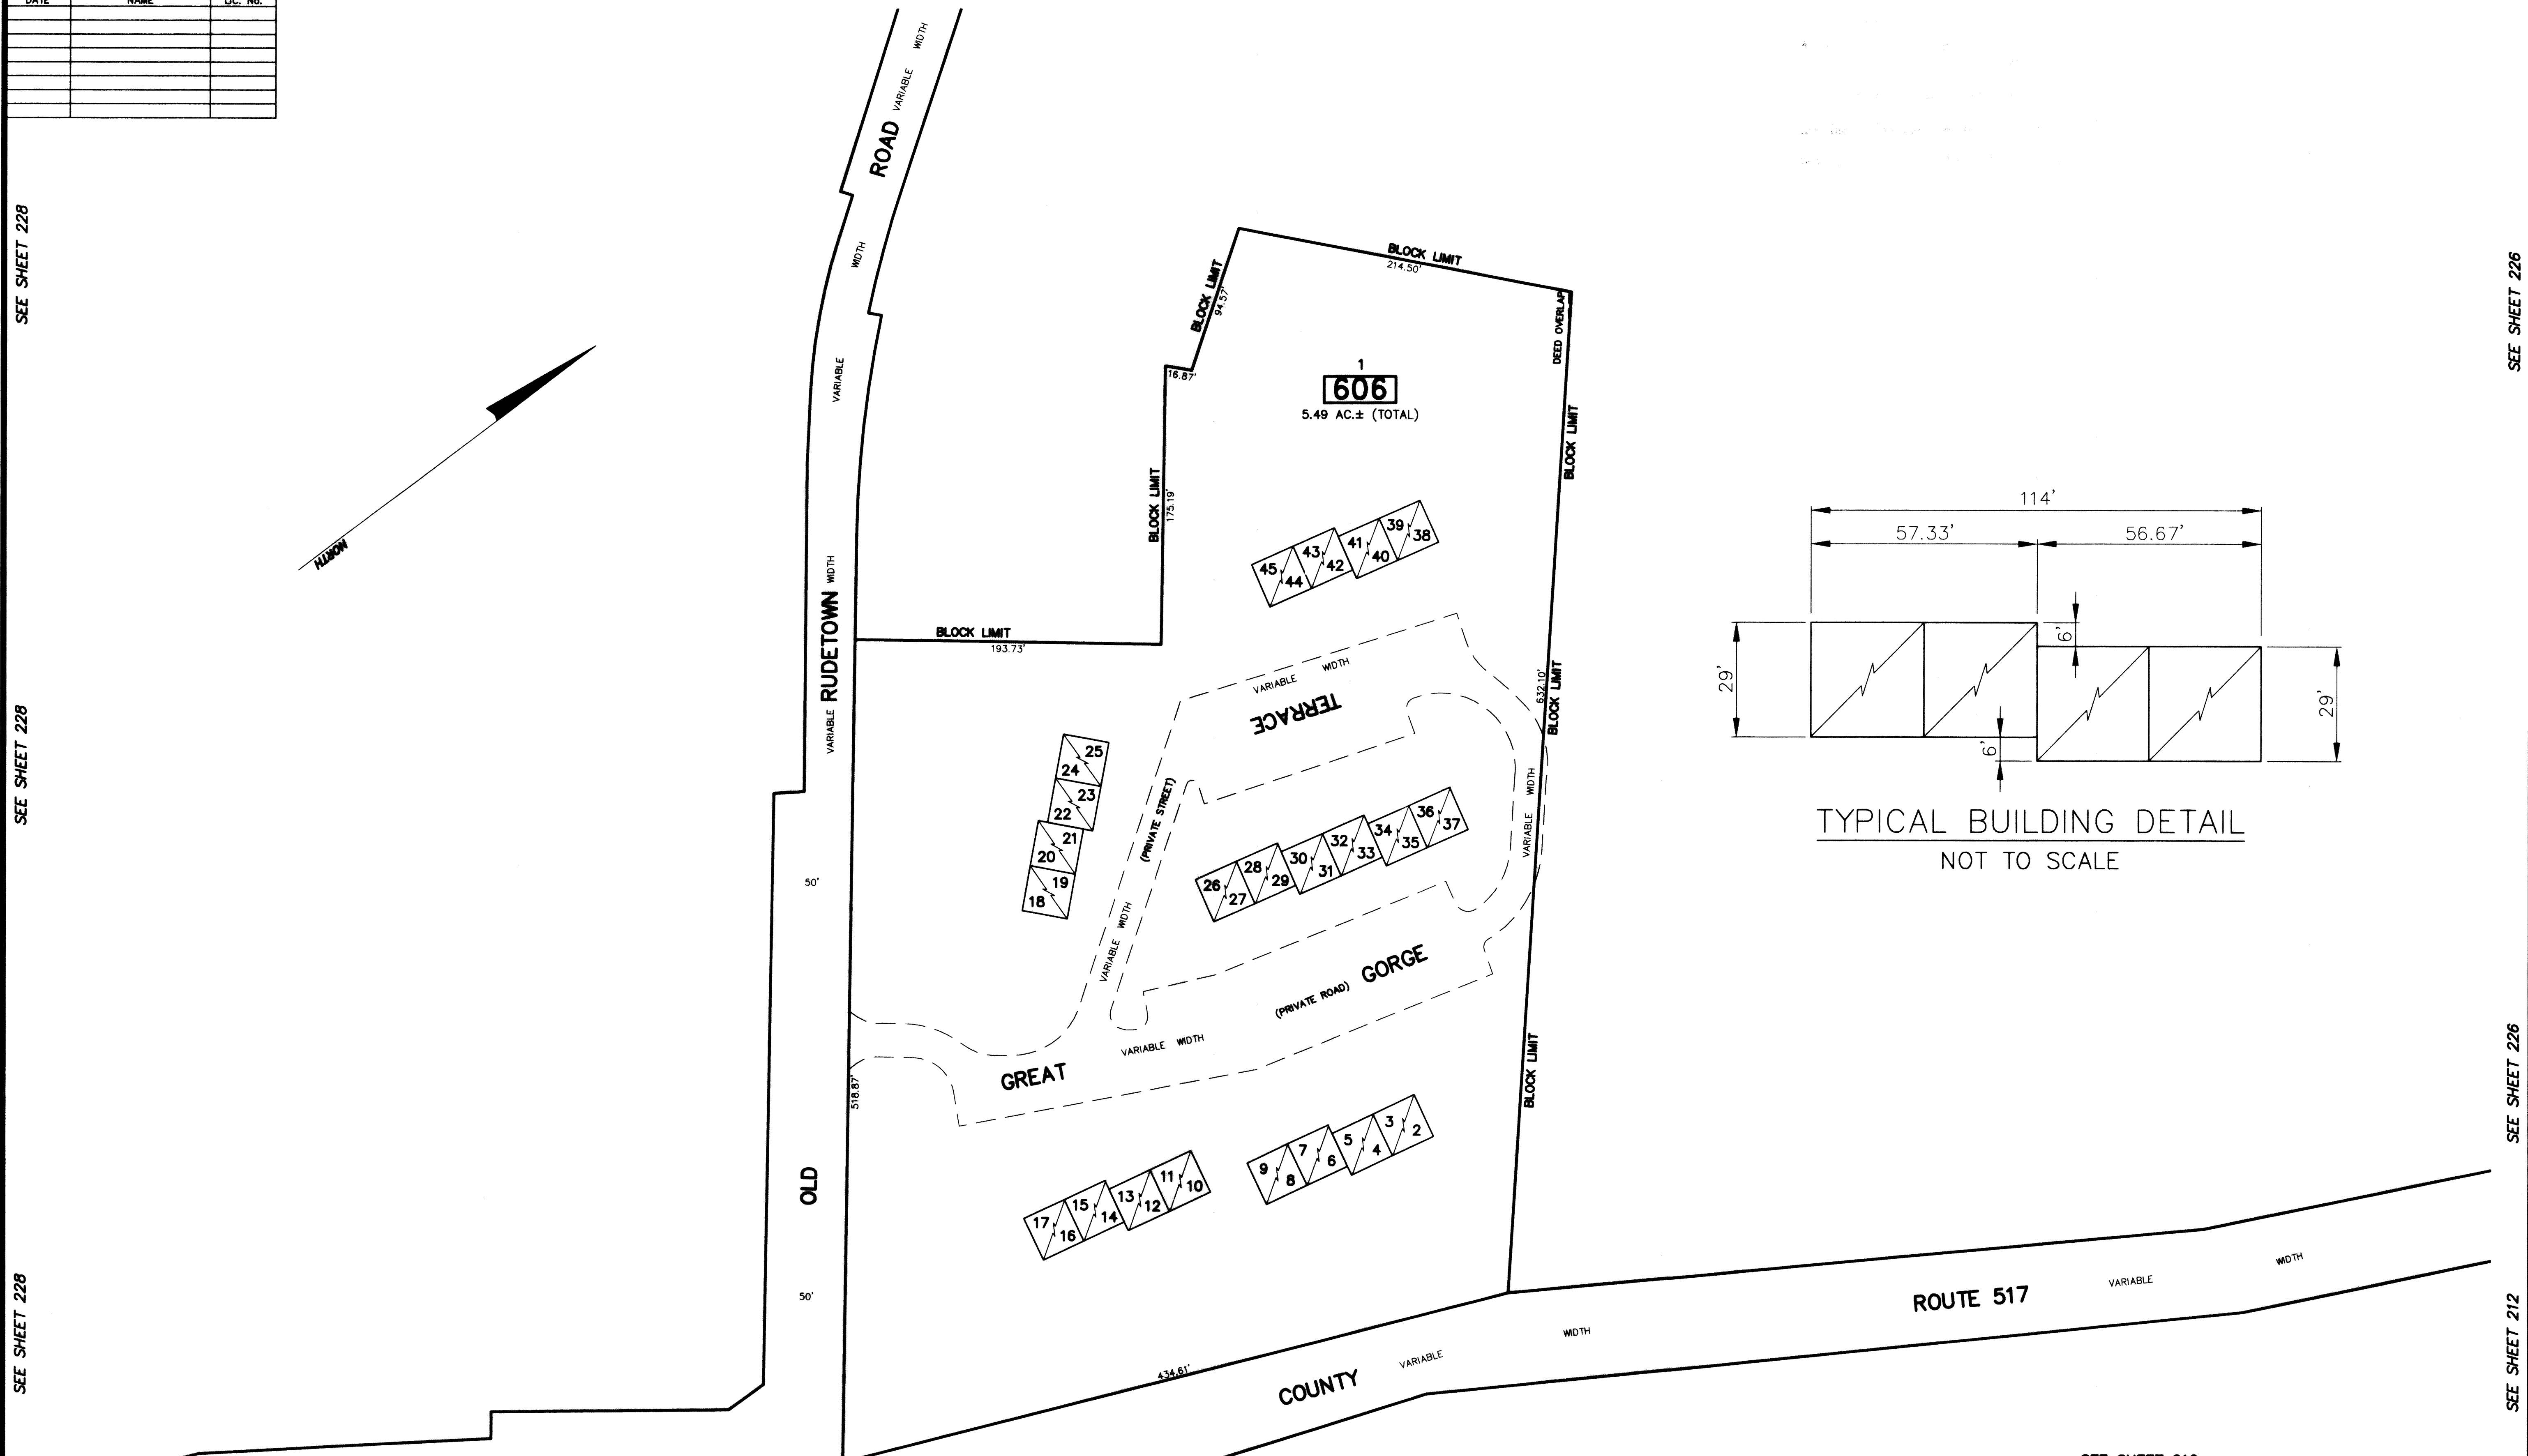 DATE NAME LIC. No.
SEE SHEET 228
SEE SHEET 228
SEE SHEET 228
SEE SHEET 226
SEE SHEET 226
SEE SHEET 212
NORTH
ROAD
VARIABLE WIDTH
VARIABLE WIDTH
VARIABLE RUDETOWN WIDTH
50'
OLD
50'
518.87'
BLOCK LIMIT
214.50'
BLOCK LIMIT
94.57'
16.87'
BLOCK LIMIT
175.19'
BLOCK LIMIT
193.73'
DEED OVERLAP
BLOCK LIMIT
632.10'
BLOCK LIMIT
BLOCK LIMIT
1
606
5.49 AC.± (TOTAL)
45 44 43 42 41 40 39 38
VARIABLE WIDTH
TERRACE
(PRIVATE STREET)
VARIABLE WIDTH
VARIABLE WIDTH
25
24
23
22
21
20
19
18
26 27 28 29 30 31 32 33 34 35 36 37
GREAT
VARIABLE WIDTH
(PRIVATE ROAD) GORGE
9 8 7 6 5 4 3 2
17 16 15 14 13 12 11 10
434.61'
COUNTY
VARIABLE WIDTH
ROUTE 517
VARIABLE WIDTH
114'
57.33' 56.67'
29'
6'
6'
29'
TYPICAL BUILDING DETAIL
NOT TO SCALE